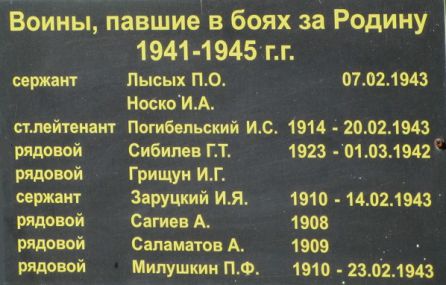 Воины, павшие в боях за Родину
1941-1945 г.г.
сержант Лысых П.О. 07.02.1943
Носко И.А.
ст.лейтенант Погибельский И.С. 1914 - 20.02.1943
рядовой Сибилев Г.Т. 1923 - 01.03.1942
рядовой Грищун И.Г.
сержант Заруцкий И.Я. 1910 - 14.02.1943
рядовой Сагиев А. 1908
рядовой Саламатов А. 1909
рядовой Милушкин П.Ф. 1910 - 23.02.1943